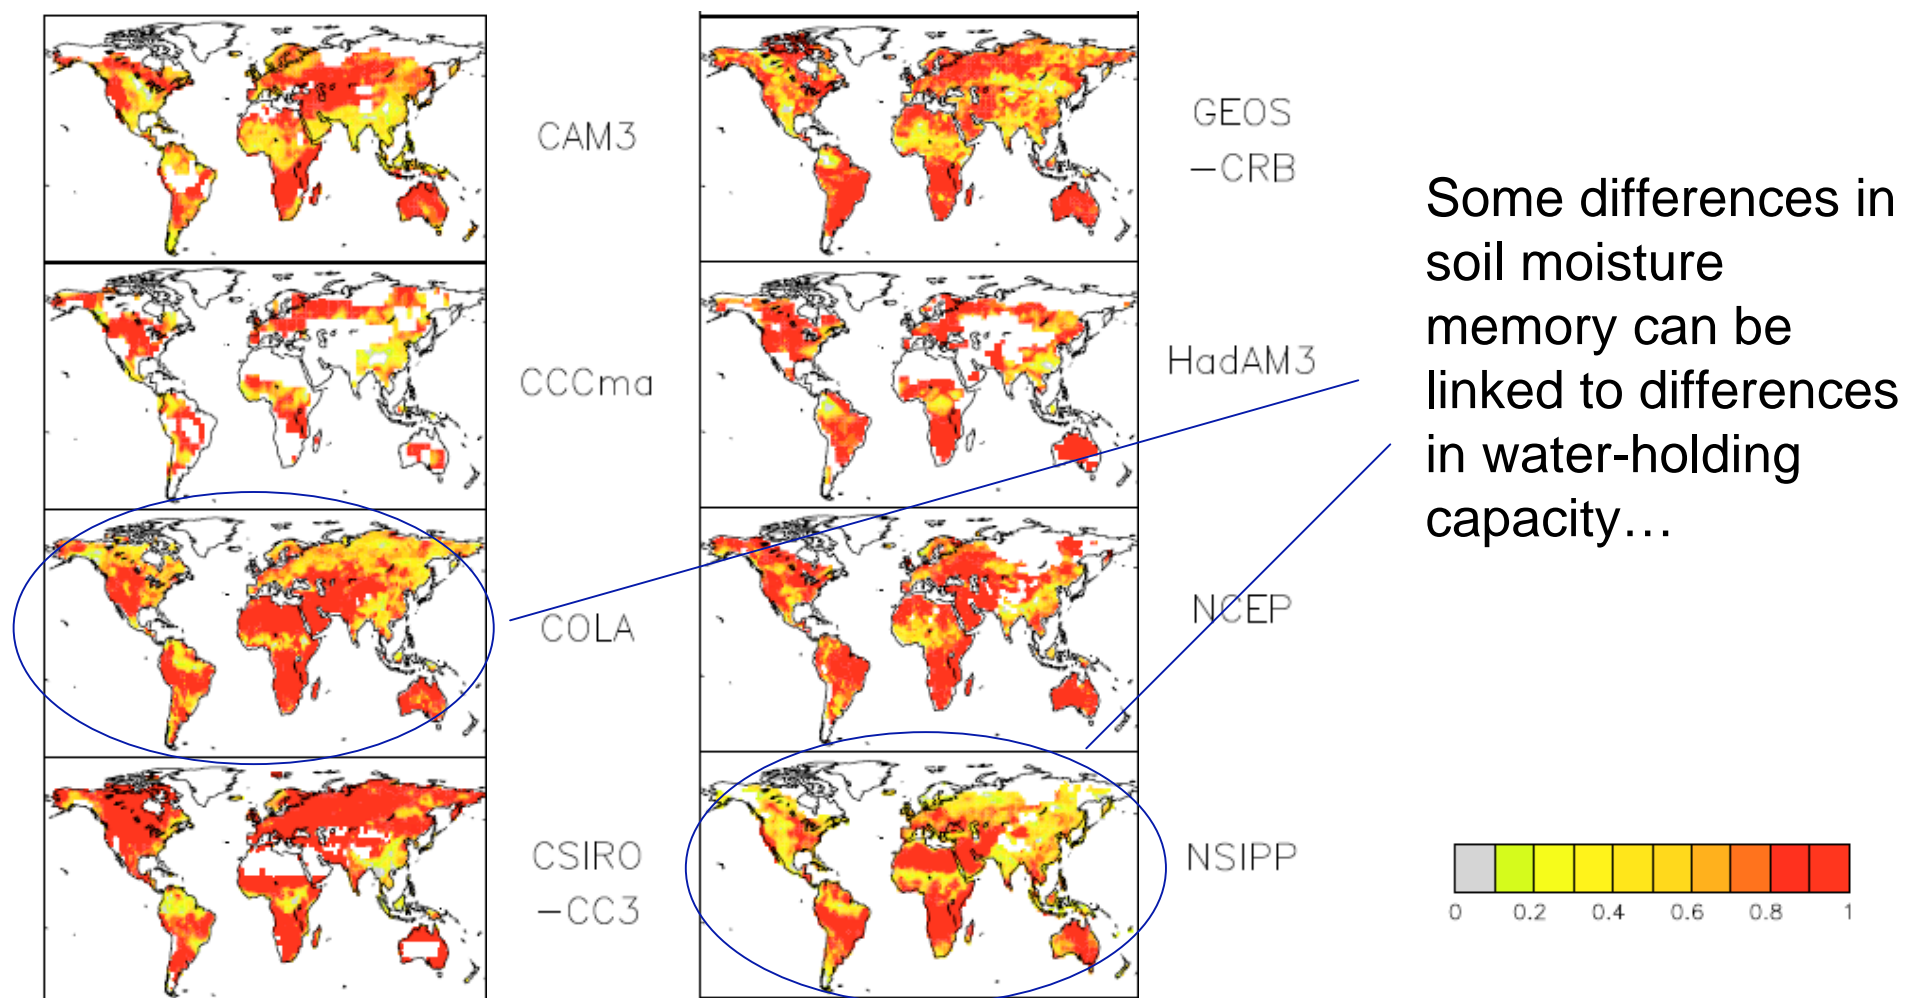 CAM3
GEOS
–CRB
CCCma
HadAM3
COLA
NCEP
CSIRO
–CC3
NSIPP
Some differences in
soil moisture
memory can be
linked to differences
in water-holding
capacity…
0 0.2 0.4 0.6 0.8 1